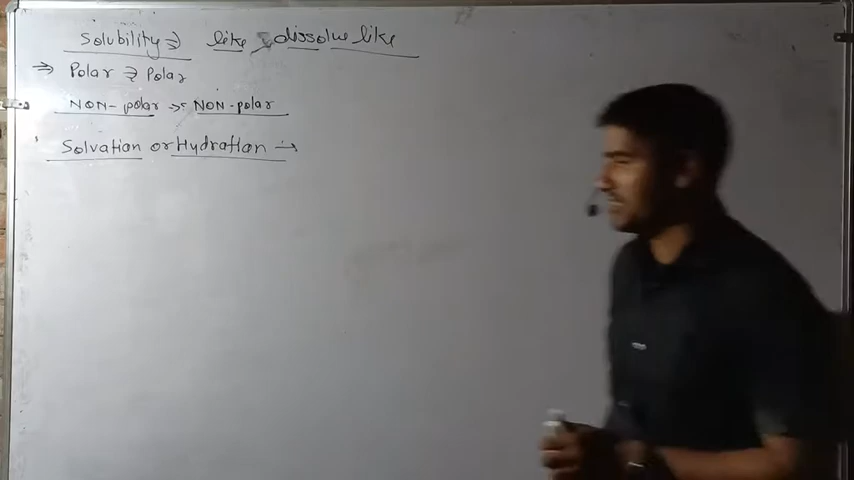 Solubility ⇒ like dissolve like
⇒ Polar ⇒ Polar
NON-polar → NON-polar
Solvation or Hydration →